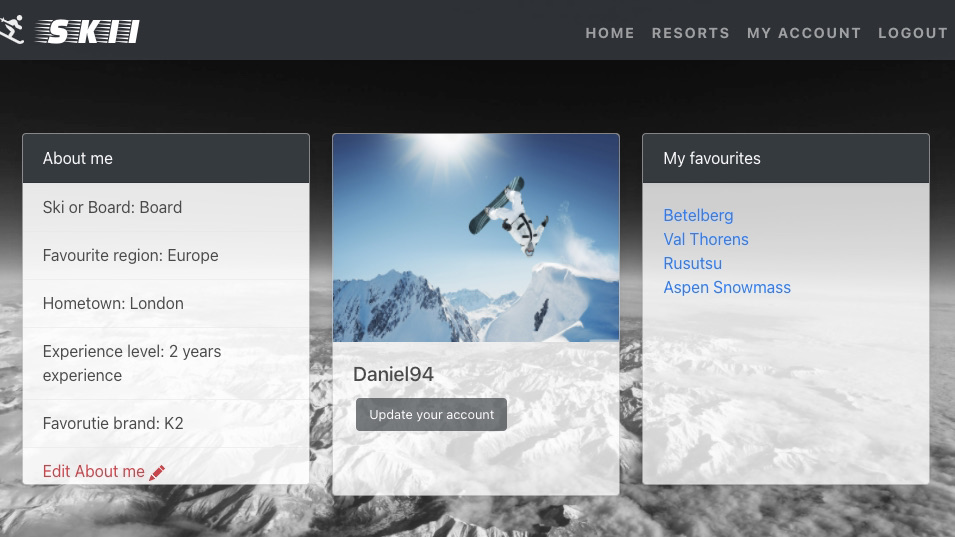 SKII
HOME RESORTS MY ACCOUNT LOGOUT
About me
Ski or Board: Board
Favourite region: Europe
Hometown: London
Experience level: 2 years
experience
Favorutie brand: K2
Edit About me
Daniel94
Update your account
My favourites
Betelberg
Val Thorens
Rusutsu
Aspen Snowmass